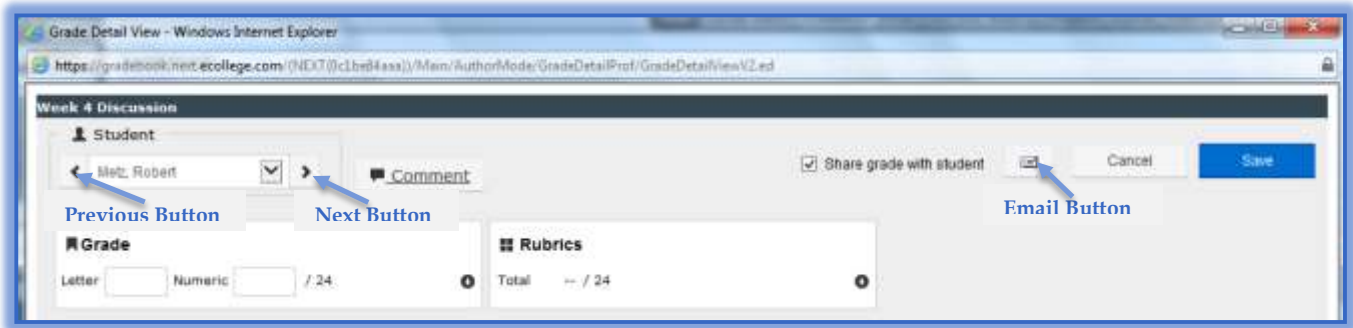 Grade Detail View - Windows Internet Explorer
https://gradebook.next.ecollege.com/(NEXT(0c1be84aaa))/Main/AuthorMode/GradeDetailProf/GradeDetailViewV2.ed
Week 4 Discussion
Student
Metz, Robert
Comment
Share grade with student
Cancel
Save
Previous Button
Next Button
Email Button
Grade
Letter Numeric / 24
Rubrics
Total -- / 24